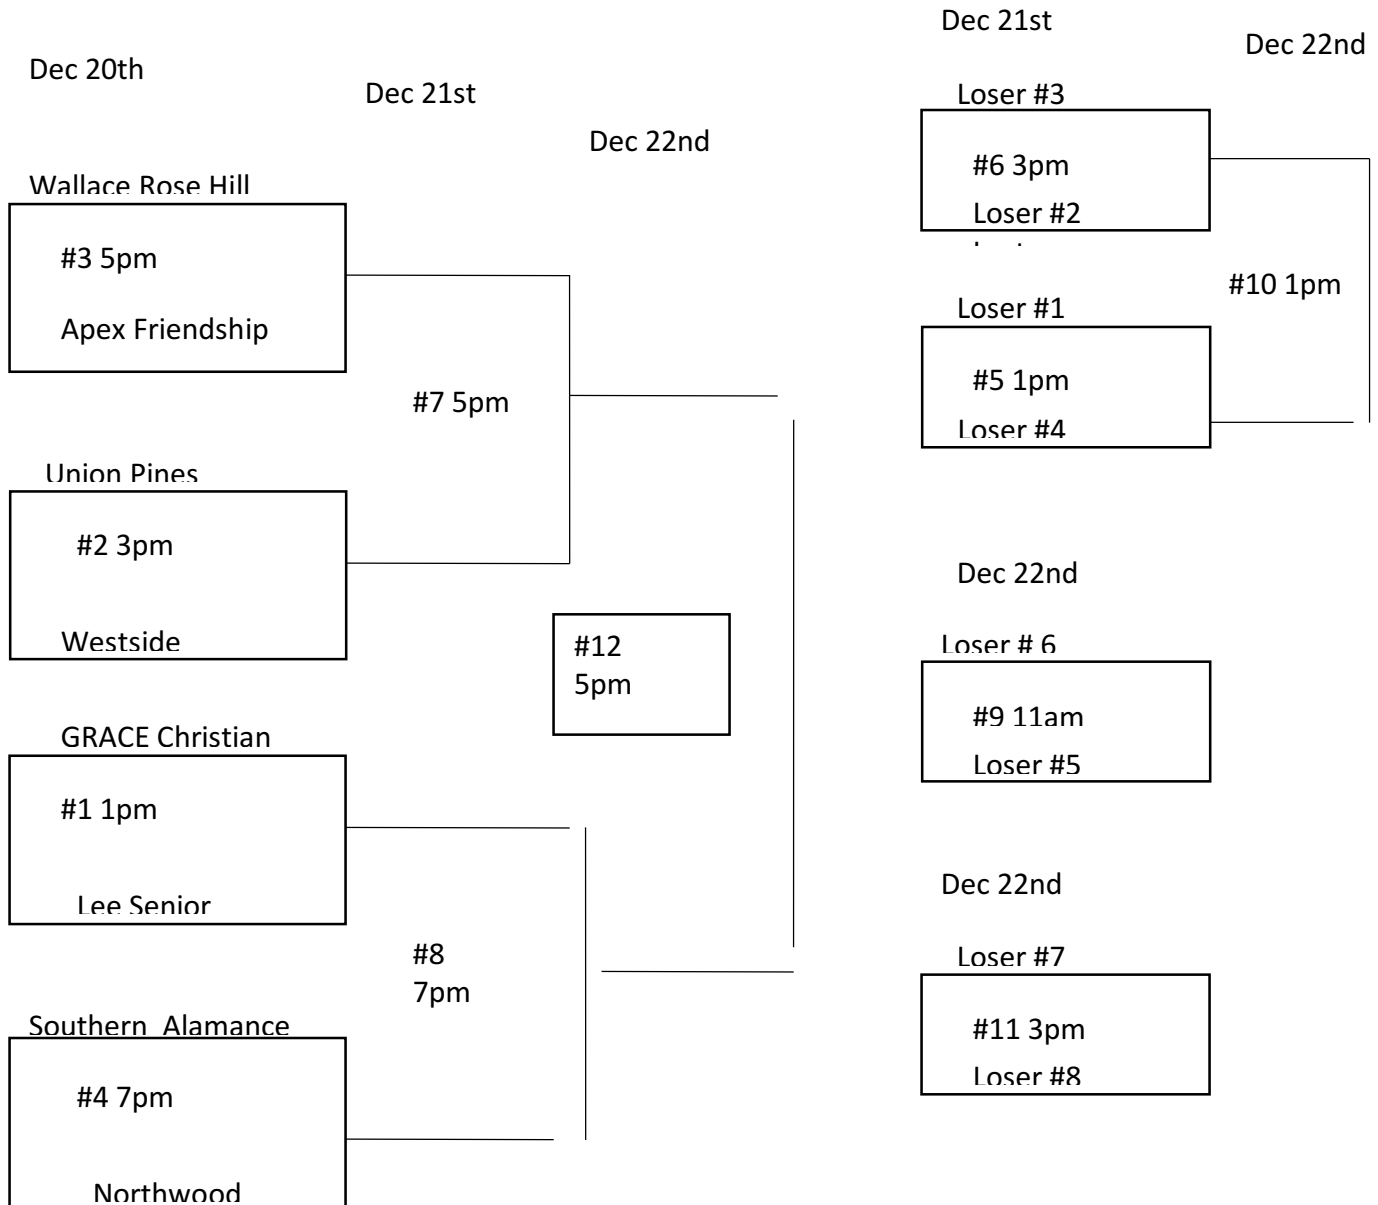 Dec 20th
Dec 21st
Dec 22nd
Wallace Rose Hill
#3 5pm
Apex Friendship
#7 5pm
Union Pines
#2 3pm
Westside
#12
5pm
GRACE Christian
#1 1pm
Lee Senior
#8
7pm
Southern  Alamance
#4 7pm
Northwood
Dec 21st
Dec 22nd
Loser #3
#6 3pm
Loser #2
#10 1pm
Loser #1
#5 1pm
Loser #4
Dec 22nd
Loser # 6
#9 11am
Loser #5
Dec 22nd
Loser #7
#11 3pm
Loser #8